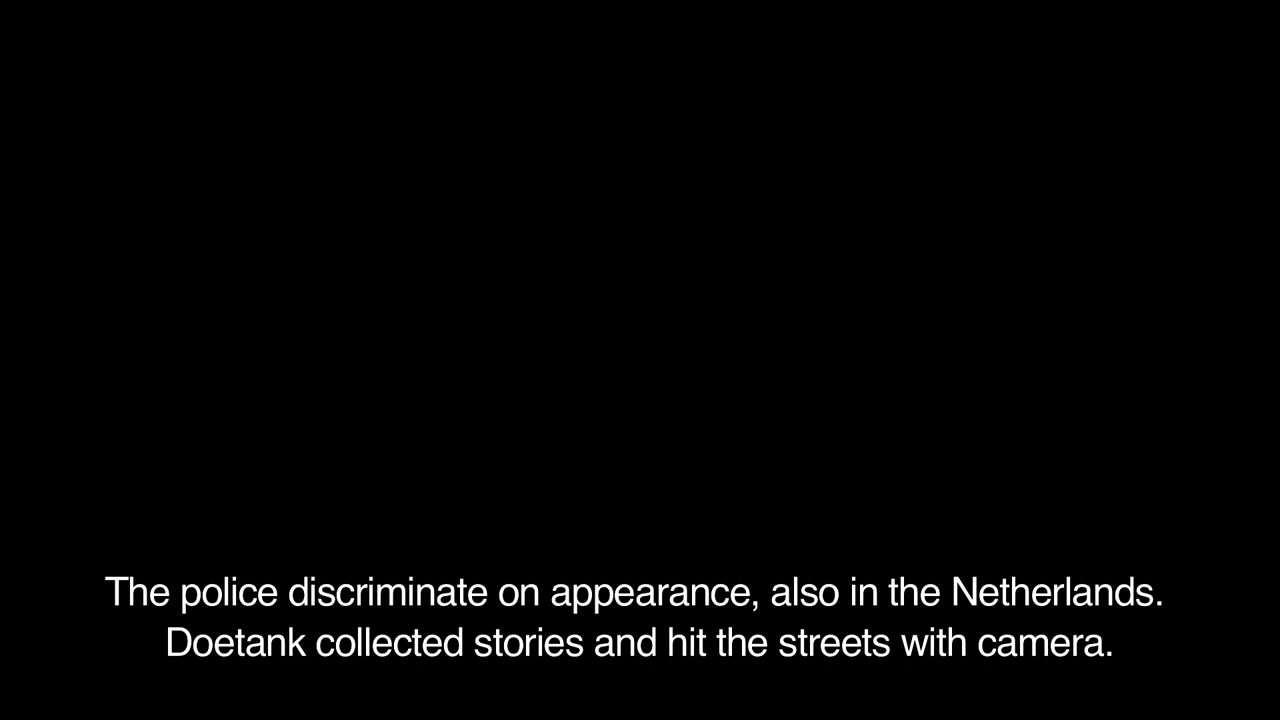 The police discriminate on appearance, also in the Netherlands.
Doetank collected stories and hit the streets with camera.